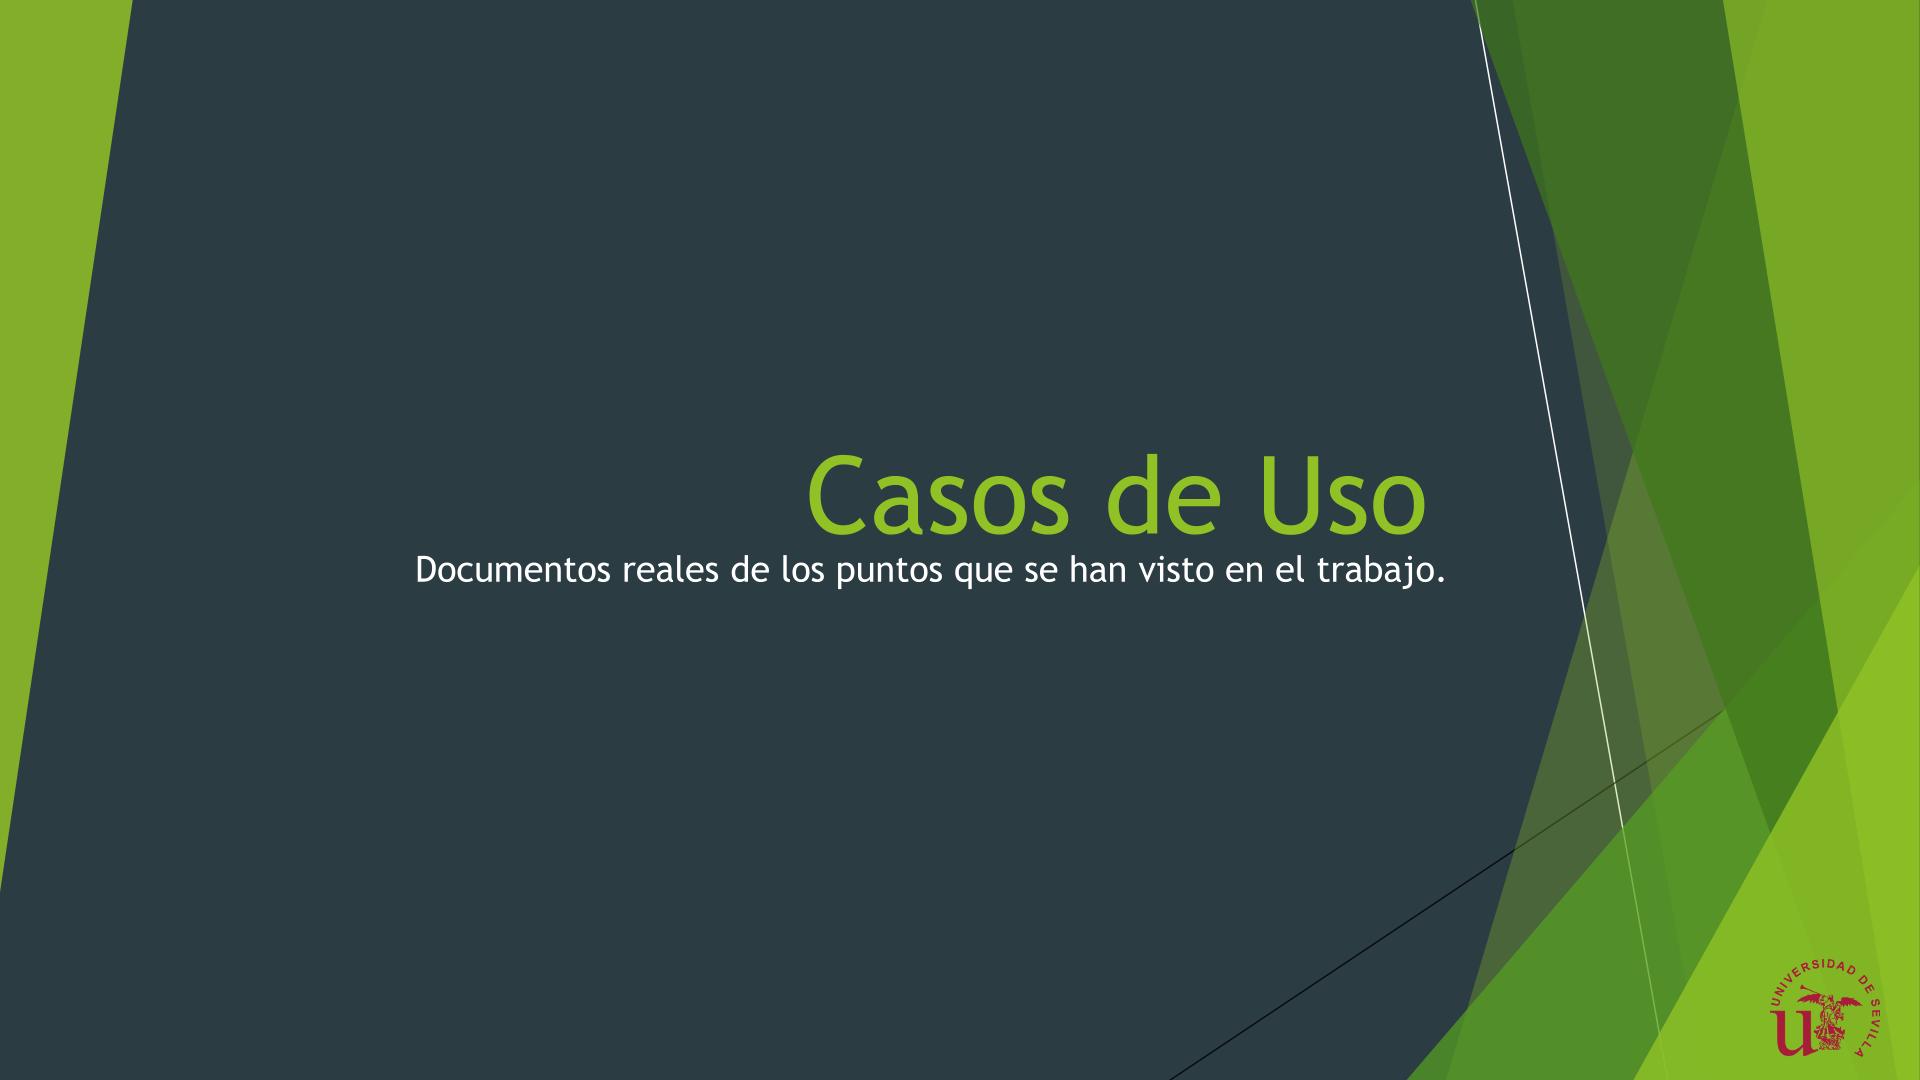 Casos de Uso
Documentos reales de los puntos que se han visto en el trabajo.
UNIVERSIDAD DE SEVILLA
u